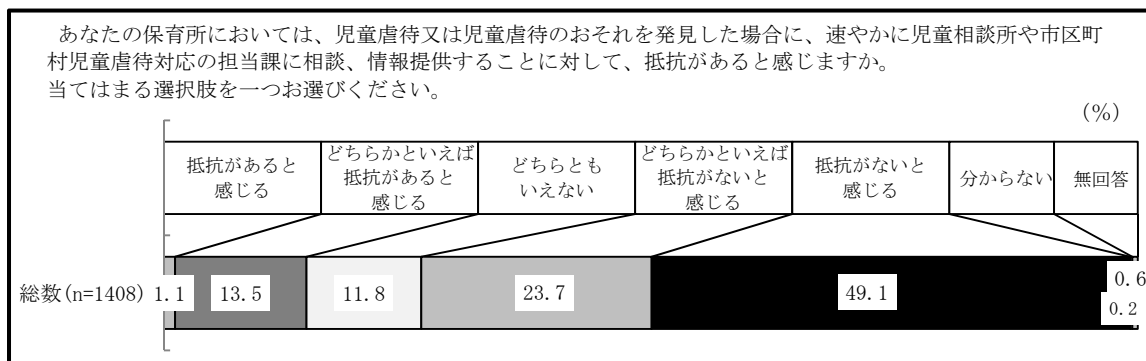 あなたの保育所においては、児童虐待又は児童虐待のおそれを発見した場合に、速やかに児童相談所や市区町
村児童虐待対応の担当課に相談、情報提供することに対して、抵抗があると感じますか。
当てはまる選択肢を一つお選びください。
(%)
抵抗があると
感じる
どちらかといえば
抵抗があると
感じる
どちらとも
いえない
どちらかといえば
抵抗がないと
感じる
抵抗がないと
感じる
分からない
無回答
総数(n=1408)
1.1
13.5
11.8
23.7
49.1
0.6
0.2